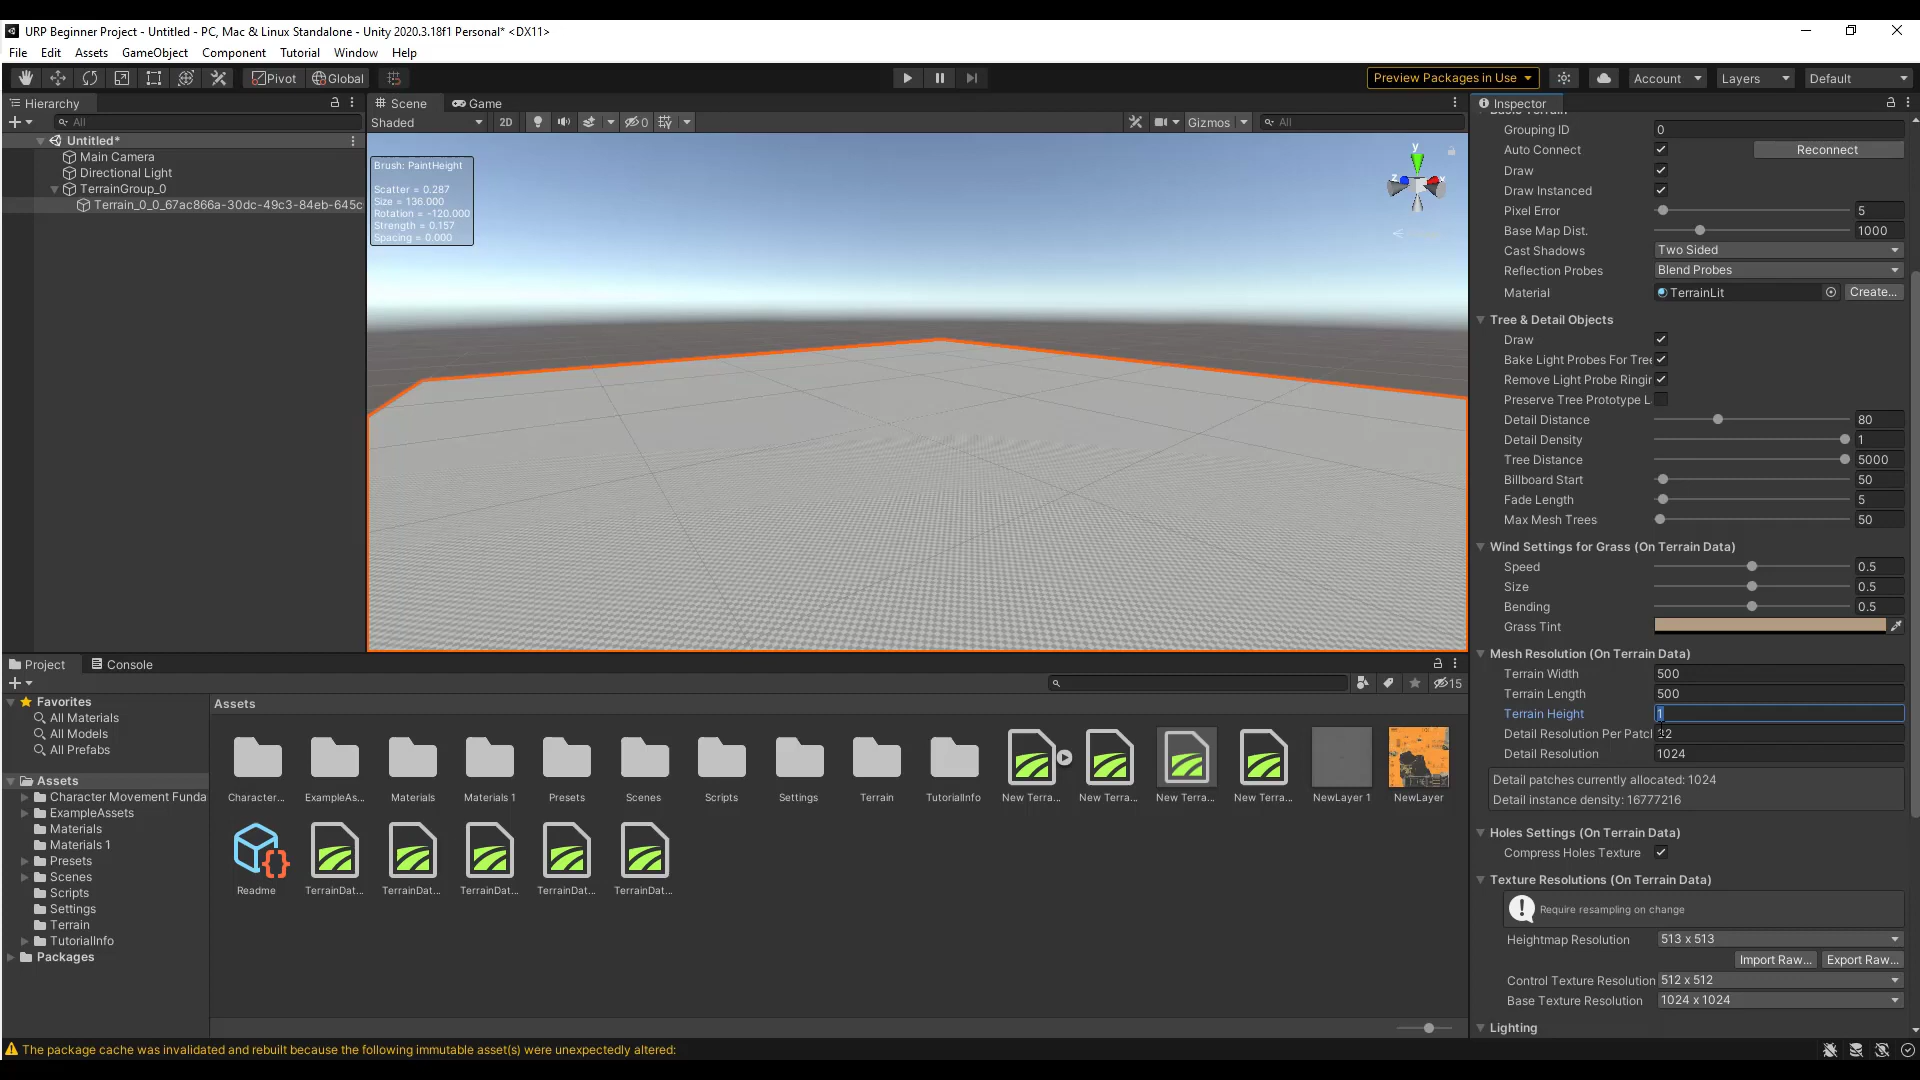 URP Beginner Project - Untitled - PC, Mac & Linux Standalone - Unity 2020.3.18f1 Personal* <DX11>
File Edit Assets GameObject Component Tutorial Window Help
Pivot Global Preview Packages in Use Account Layers Default
Hierarchy
All
Untitled*
Main Camera
Directional Light
TerrainGroup_0
Terrain_0_0_67ac866a-30dc-49c3-84eb-645c
Scene Game
Shaded 2D 0 Gizmos All
Brush: PaintHeight
Scatter = 0.287
Size = 136.000
Rotation = -120.000
Strength = 0.157
Spacing = 0.000
y
z x
Inspector
Basic Terrain
Grouping ID 0
Auto Connect Reconnect
Draw
Draw Instanced
Pixel Error 5
Base Map Dist. 1000
Cast Shadows Two Sided
Reflection Probes Blend Probes
Material TerrainLit Create...
Tree & Detail Objects
Draw
Bake Light Probes For Tree
Remove Light Probe Ringir
Preserve Tree Prototype L
Detail Distance 80
Detail Density 1
Tree Distance 5000
Billboard Start 50
Fade Length 5
Max Mesh Trees 50
Wind Settings for Grass (On Terrain Data)
Speed 0.5
Size 0.5
Bending 0.5
Grass Tint
Mesh Resolution (On Terrain Data)
Terrain Width 500
Terrain Length 500
Terrain Height 1
Detail Resolution Per Patcl 32
Detail Resolution 1024
Detail patches currently allocated: 1024
Detail instance density: 16777216
Holes Settings (On Terrain Data)
Compress Holes Texture
Texture Resolutions (On Terrain Data)
Require resampling on change
Heightmap Resolution 513 x 513
Import Raw... Export Raw...
Control Texture Resolution 512 x 512
Base Texture Resolution 1024 x 1024
Lighting
Project Console
15
Favorites
All Materials
All Models
All Prefabs
Assets
Character Movement Funda
ExampleAssets
Materials
Materials 1
Presets
Scenes
Scripts
Settings
Terrain
TutorialInfo
Packages
Assets
Character... ExampleAs... Materials Materials 1 Presets Scenes Scripts Settings Terrain TutorialInfo New Terra... New Terra... New Terra... New Terra... NewLayer 1 NewLayer
Readme TerrainDat... TerrainDat... TerrainDat... TerrainDat... TerrainDat...
The package cache was invalidated and rebuilt because the following immutable asset(s) were unexpectedly altered: